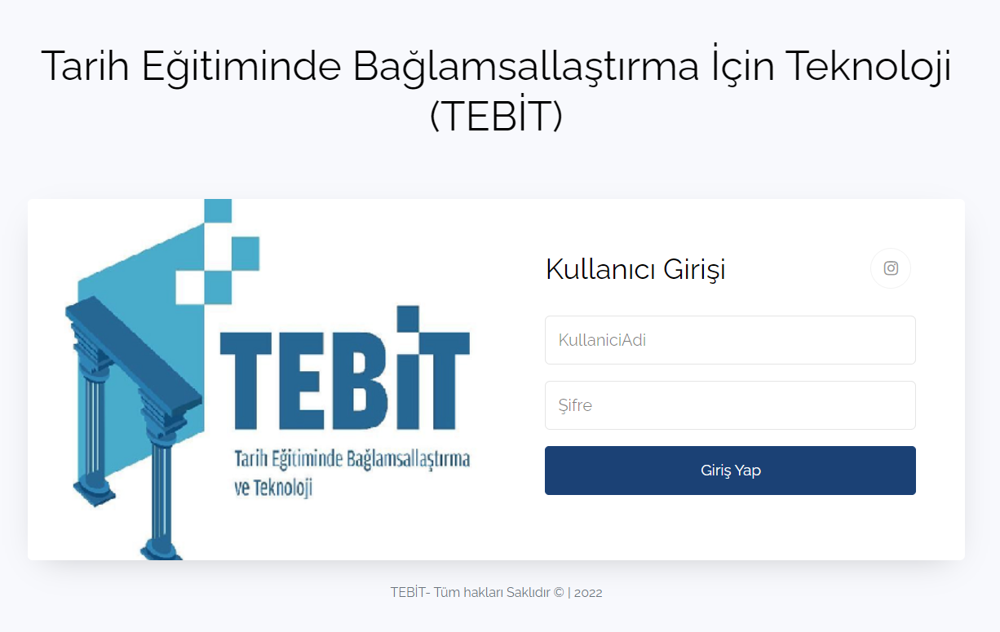 Tarih Eğitiminde Bağlamsallaştırma İçin Teknoloji
(TEBİT)
TEBİT
Tarih Eğitiminde Bağlamsallaştırma
ve Teknoloji
Kullanıcı Girişi
KullaniciAdi
Şifre
Giriş Yap
TEBİT- Tüm hakları Saklıdır © | 2022